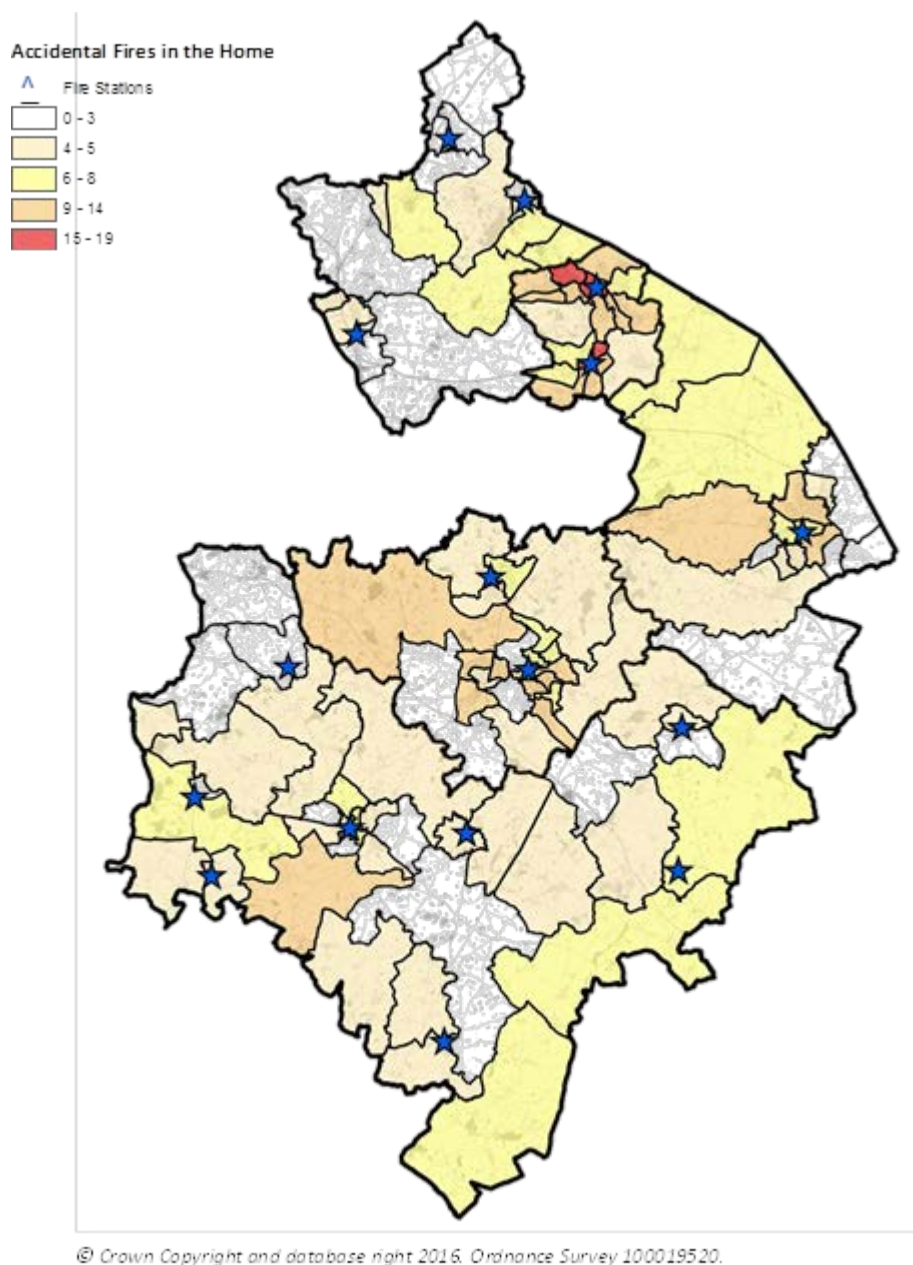 Accidental Fires in the Home
Fire Stations
0 - 3
4 - 5
6 - 8
9 - 14
15 - 19
© Crown Copyright and database right 2016. Ordnance Survey 100019520.